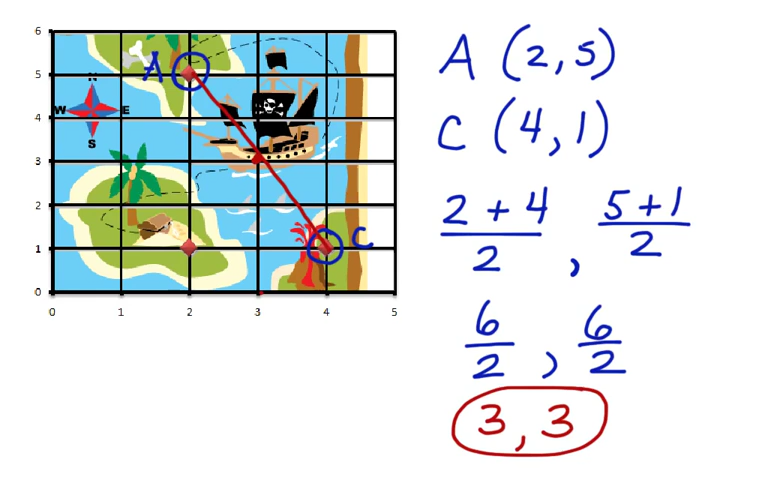 6
A (2,5)
5 A N
W E
4 C (4,1)
S
3
2 + 4 , 5 + 1
2 2
2
1 C
0
0 1 2 3 4 5
6 , 6
2 2
3, 3